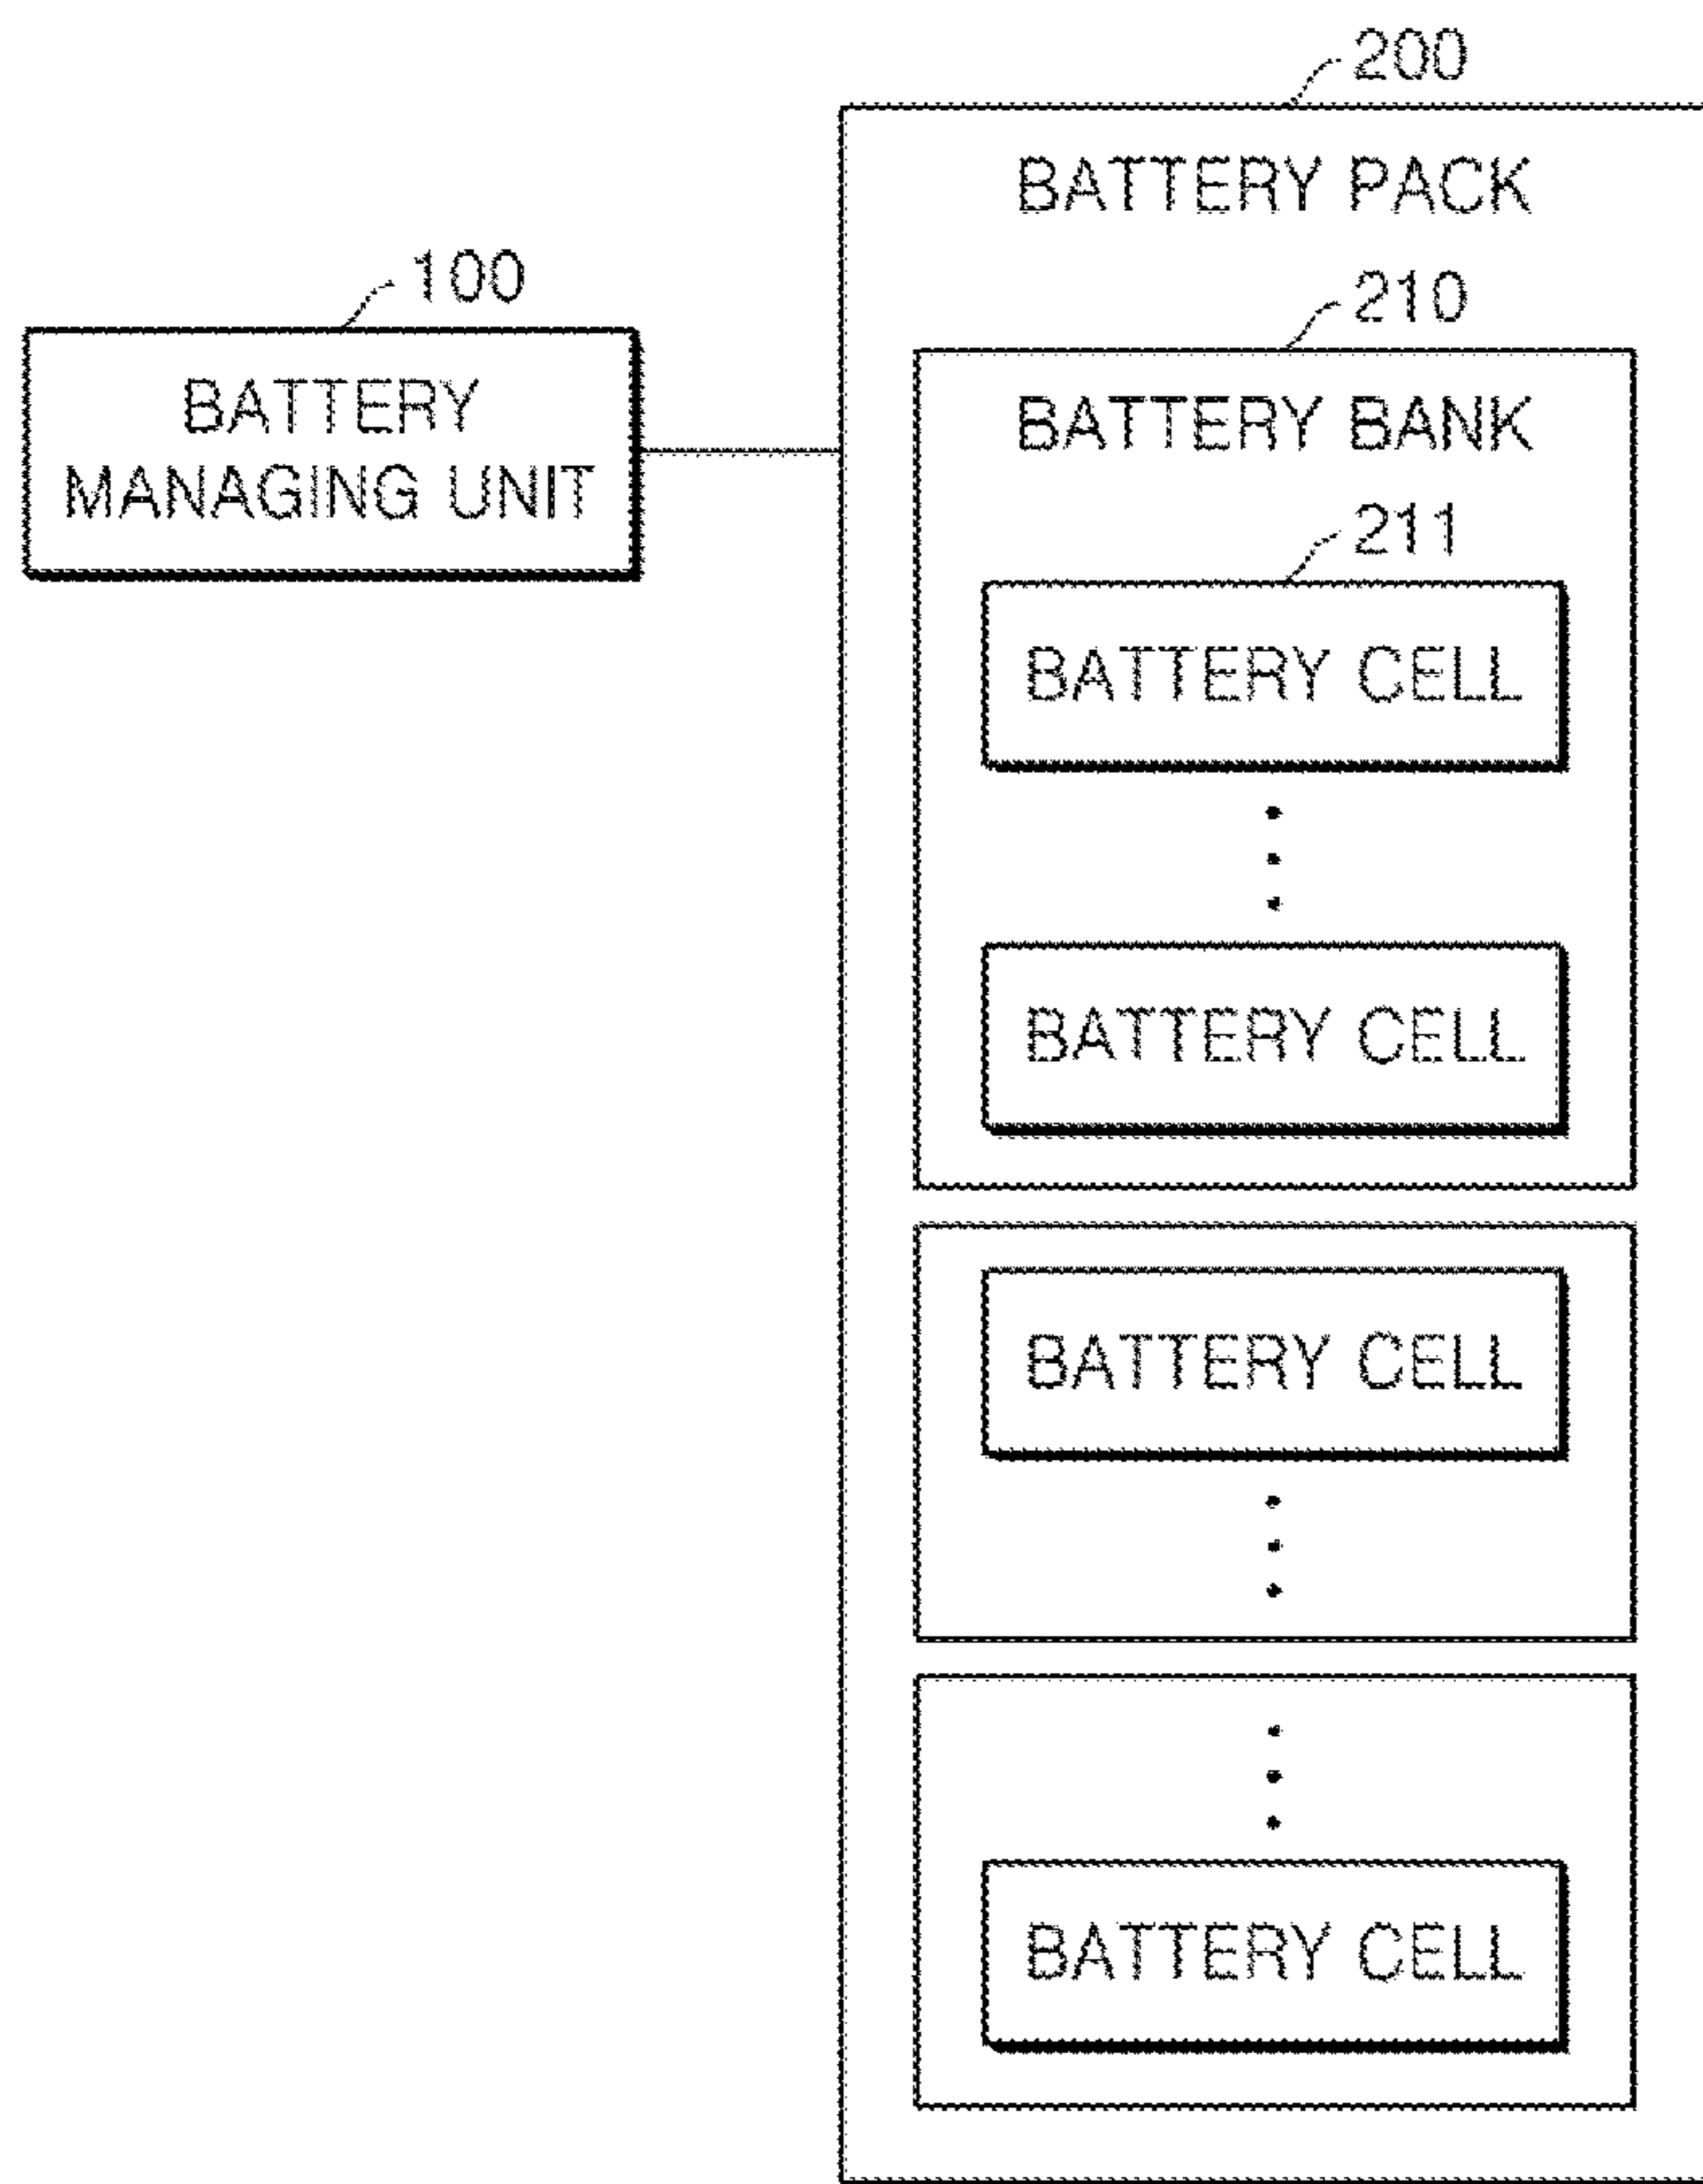 200
BATTERY PACK
100
210
BATTERY
MANAGING UNIT
BATTERY BANK
211
BATTERY CELL
BATTERY CELL
BATTERY CELL
BATTERY CELL